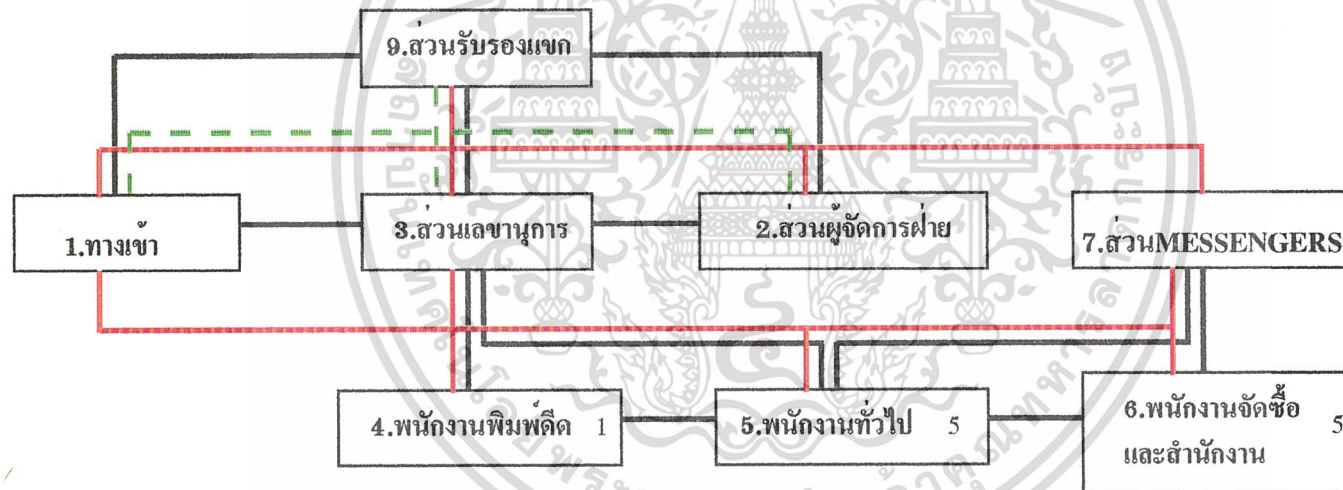 9.ส่วนรับรองแขก
1.ทางเข้า
3.ส่วนเลขานุการ
2.ส่วนผู้จัดการฝ่าย
7.ส่วนMESSENGERS
4.พนักงานพิมพ์ดีด 1
5.พนักงานทั่วไป 5
6.พนักงานจัดซื้อ 5
และสำนักงาน